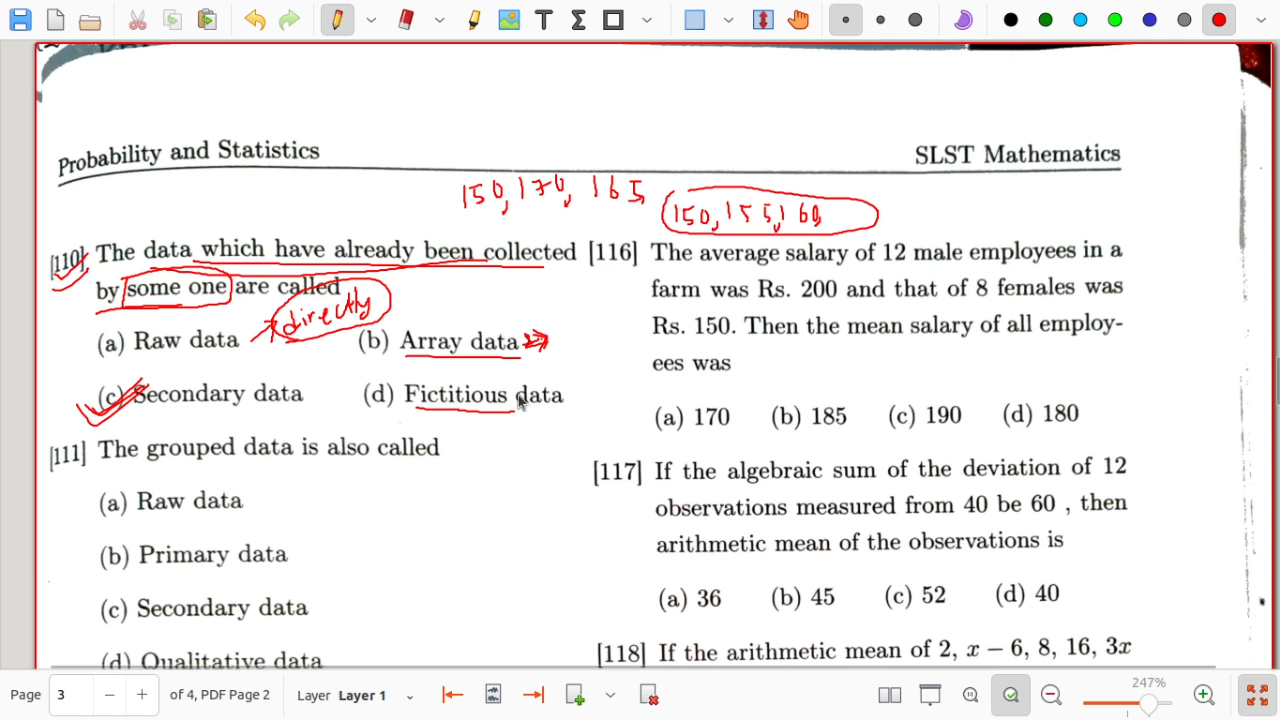 Probability and Statistics
SLST Mathematics
150, 170, 165,
150, 155, 160,
[110] The data which have already been collected
by some one are called
directly
(a) Raw data
(b) Array data
(c) Secondary data
(d) Fictitious data
[111] The grouped data is also called
(a) Raw data
(b) Primary data
(c) Secondary data
(d) Qualitative data
[116] The average salary of 12 male employees in a
farm was Rs. 200 and that of 8 females was
Rs. 150. Then the mean salary of all employ-
ees was
(a) 170 (b) 185 (c) 190 (d) 180
[117] If the algebraic sum of the deviation of 12
observations measured from 40 be 60 , then
arithmetic mean of the observations is
(a) 36 (b) 45 (c) 52 (d) 40
[118] If the arithmetic mean of 2, x − 6, 8, 16, 3x
Page 3 − + of 4, PDF Page 2 Layer Layer 1 247%